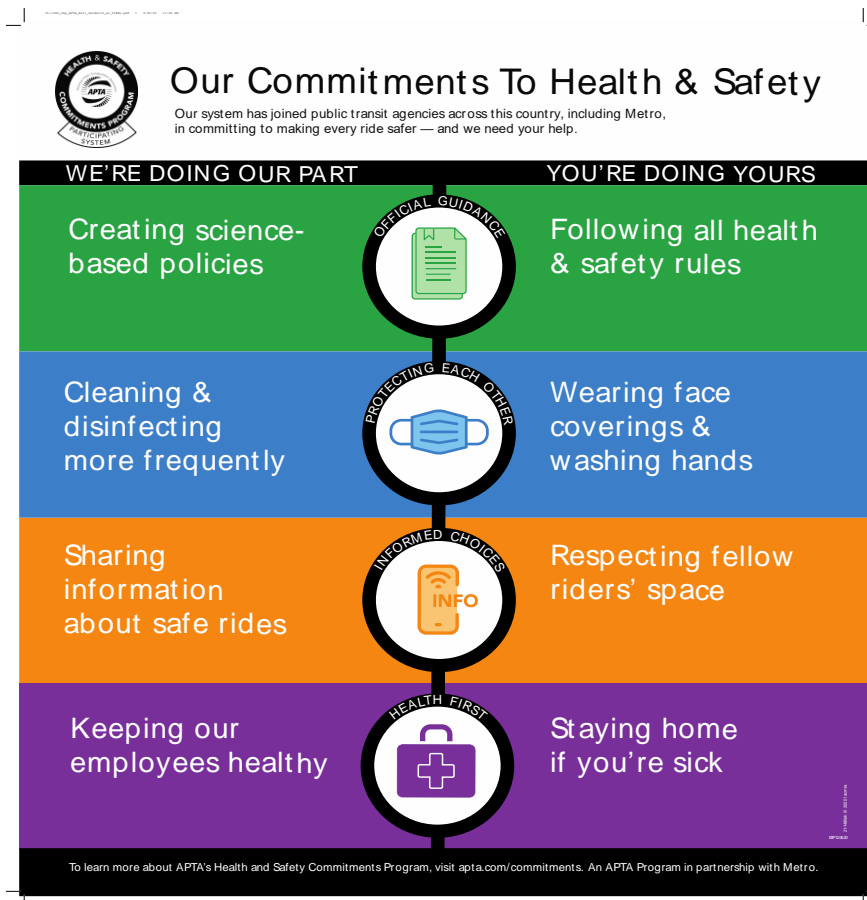 HEALTH & SAFETY
APTA
COMMITMENTS PROGRAM
PARTICIPATING
SYSTEM
Our Commitments To Health & Safety
Our system has joined public transit agencies across this country, including Metro,
in committing to making every ride safer — and we need your help.
WE'RE DOING OUR PART
YOU'RE DOING YOURS
Creating science-
based policies
OFFICIAL GUIDANCE
Following all health
& safety rules
Cleaning &
disinfecting
more frequently
PROTECTING EACH OTHER
Wearing face
coverings &
washing hands
Sharing
information
about safe rides
INFORMED CHOICES
INFO
Respecting fellow
riders' space
Keeping our
employees healthy
HEALTH FIRST
Staying home
if you're sick
To learn more about APTA's Health and Safety Commitments Program, visit apta.com/commitments. An APTA Program in partnership with Metro.